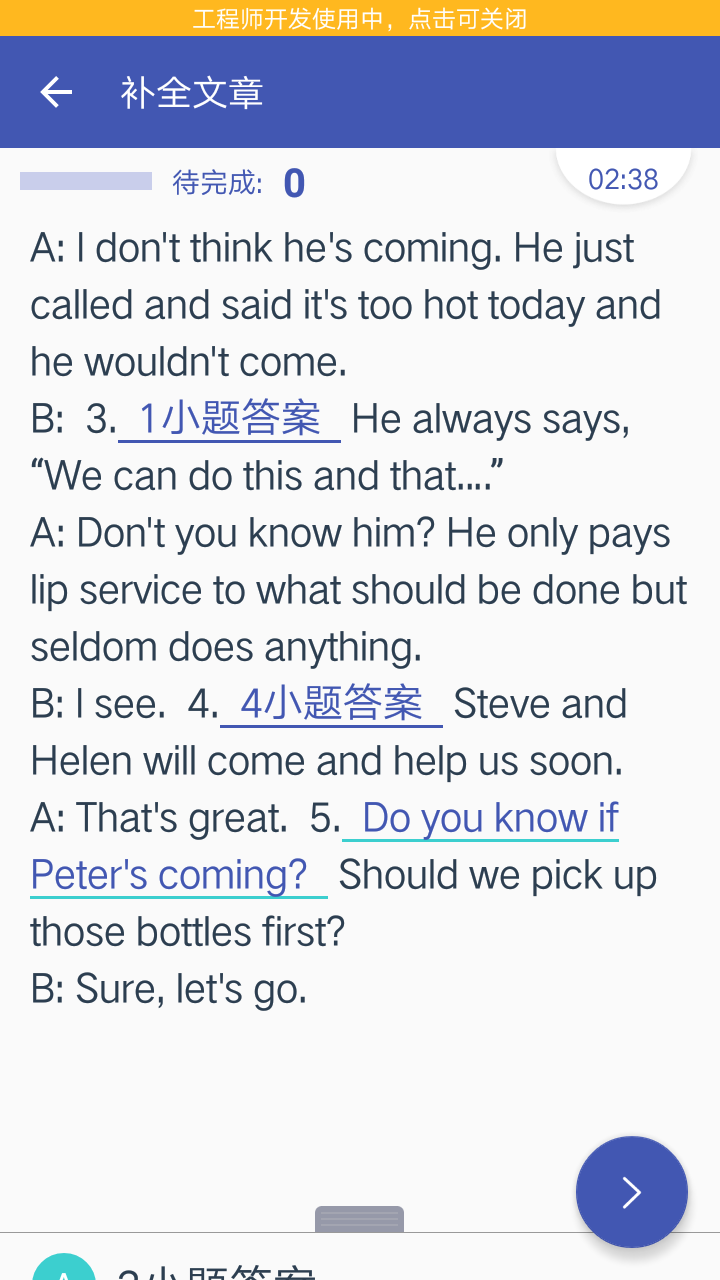 工程师开发使用中，点击可关闭
补全文章
待完成: 0
02:38
A: I don't think he's coming. He just
called and said it's too hot today and
he wouldn't come.
B: 3. 1小题答案 He always says,
“We can do this and that....”
A: Don't you know him? He only pays
lip service to what should be done but
seldom does anything.
B: I see. 4. 4小题答案 Steve and
Helen will come and help us soon.
A: That's great. 5. Do you know if
Peter's coming? Should we pick up
those bottles first?
B: Sure, let's go.
A 2小题答案